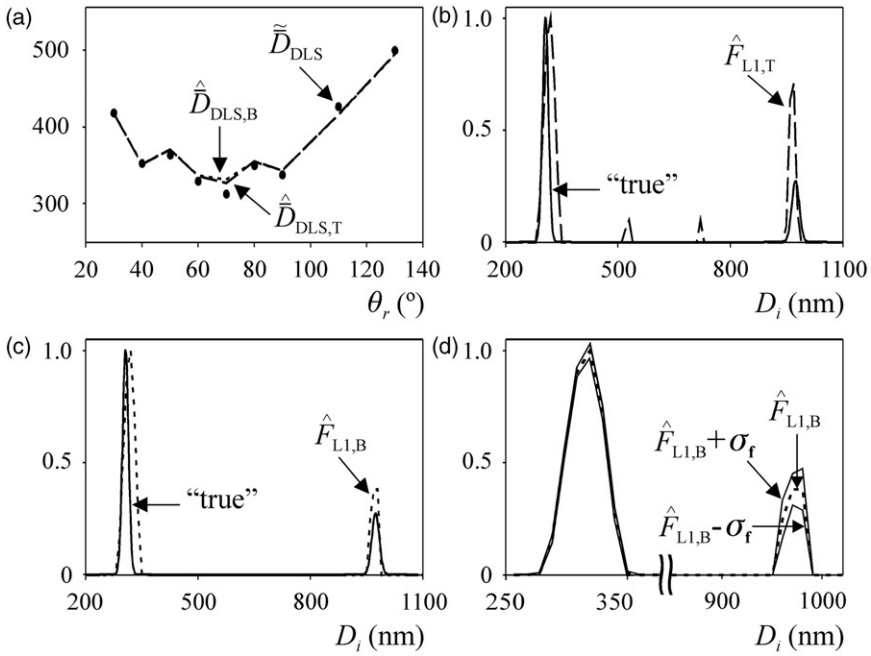 (a)
500
400
300
20 40 60 80 100 120 140
θr (º)
D̃̄DLS
D̄̂DLS,B
D̄̂DLS,T
(b)
1.0
0.5
0
200 500 800 1100
Di (nm)
F̂L1,T
“true”
(c)
1.0
0.5
0
200 500 800 1100
Di (nm)
F̂L1,B
“true”
(d)
1.0
0.5
0
250 350 900 1000
Di (nm)
F̂L1,B
F̂L1,B+σf
F̂L1,B-σf